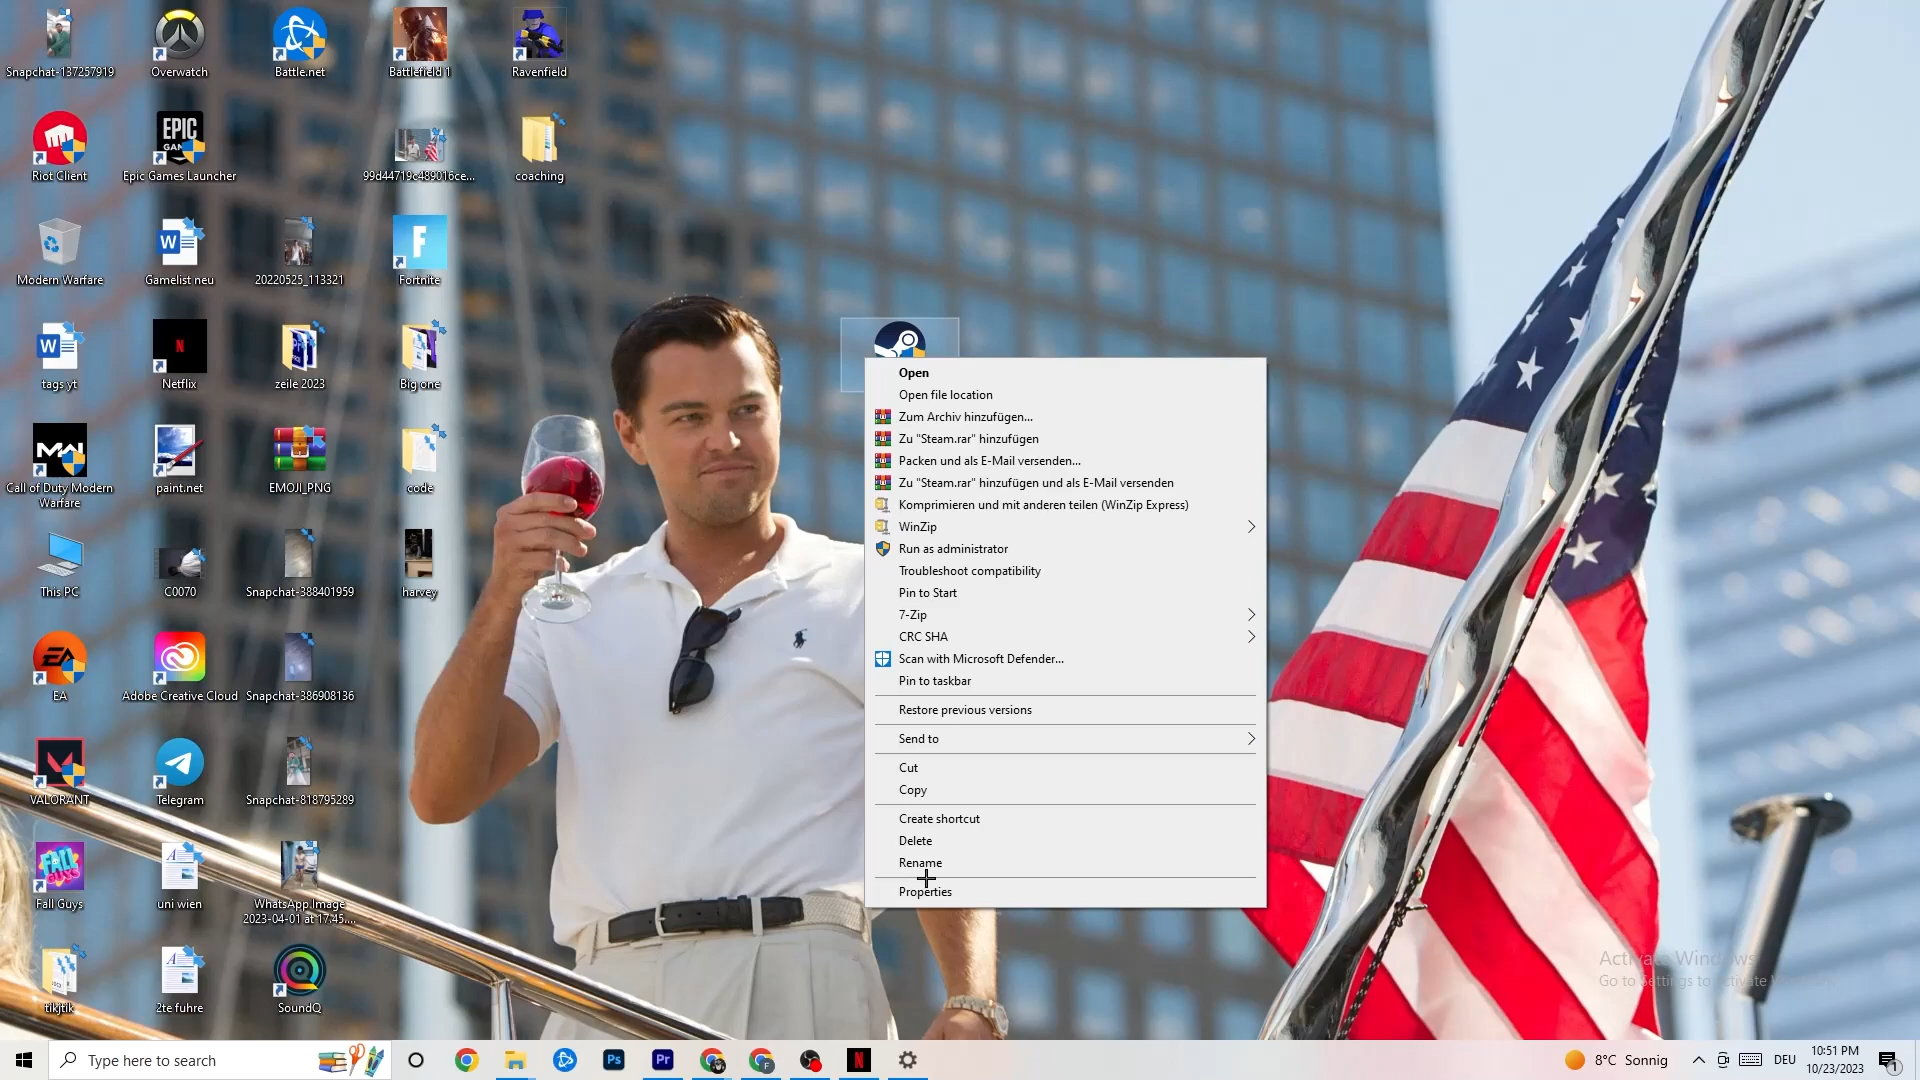 Snapchat-137257919
Overwatch
Battle.net
Battlefield 1
Ravenfield
Riot Client
EPIC
GAMES
Epic Games Launcher
99d44719c489016ce...
coaching
Modern Warfare
W
Gamelist neu
20220525_113321
F
Fortnite
W
tags yt
N
Netflix
zeile 2023
Big one
Call of Duty Modern
Warfare
paint.net
EMOJI_PNG
code
This PC
C0070
Snapchat-388401959
harvey
EA
EA
Adobe Creative Cloud
Snapchat-386908136
VALORANT
Telegram
Snapchat-818795289
FALL
GUYS
Fall Guys
uni wien
WhatsApp Image
2023-04-01 at 17.45....
tikjtik
2te fuhre
SoundQ
Open
Open file location
Zum Archiv hinzufügen...
Zu "Steam.rar" hinzufügen
Packen und als E-Mail versenden...
Zu "Steam.rar" hinzufügen und als E-Mail versenden
Komprimieren und mit anderen teilen (WinZip Express)
WinZip
Run as administrator
Troubleshoot compatibility
Pin to Start
7-Zip
CRC SHA
Scan with Microsoft Defender...
Pin to taskbar
Restore previous versions
Send to
Cut
Copy
Create shortcut
Delete
Rename
Properties
Activate Windows
Go to Settings to activate
Type here to search
Ps
Pr
F
N
8°C Sonnig
DEU
10:51 PM
10/23/2023
1